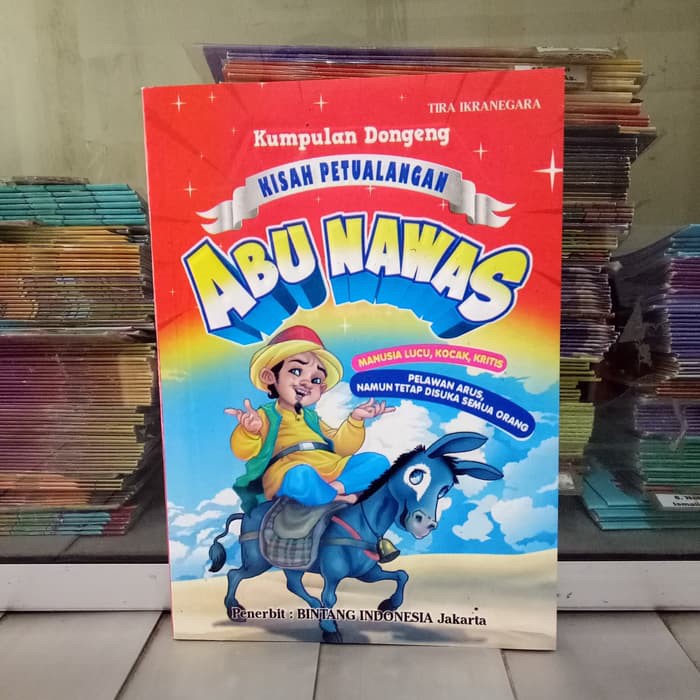 TIRA IKRANEGARA
Kumpulan Dongeng
KISAH PETUALANGAN
ABU NAWAS
MANUSIA LUCU, KOCAK, KRITIS
PELAWAN ARUS,
NAMUN TETAP DISUKA SEMUA ORANG
Penerbit : BINTANG INDONESIA Jakarta